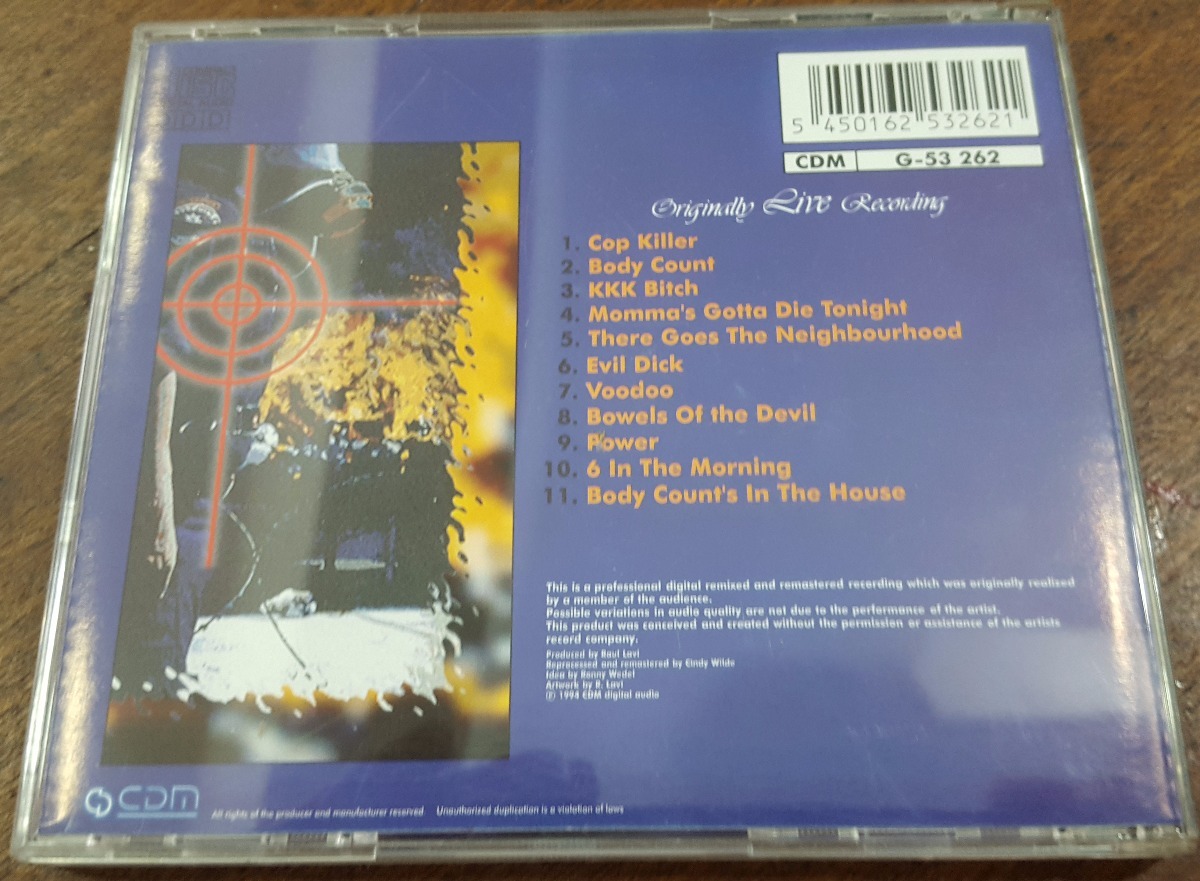 DISC
5 450162 532621
CDM G-53 262
Originally Live Recording
1. Cop Killer
2. Body Count
3. KKK Bitch
4. Momma's Gotta Die Tonight
5. There Goes The Neighbourhood
6. Evil Dick
7. Voodoo
8. Bowels Of the Devil
9. Power
10. 6 In The Morning
11. Body Count's In The House
This is a professional digital remixed and remastered recording which was originally realized
by a member of the audience.
Possible variations in audio quality are not due to the performance of the artist.
This product was conceived and created without the permission or assistance of the artists
record company.
Produced by Raul Lavi
Reprocessed and remastered by Cindy Wilde
Idea by Benny Wedel
Artwork by R. Lavi
℗ 1994 CDM digital audio
CDM All rights of the producer and manufacturer reserved Unauthorized duplication is a violation of laws